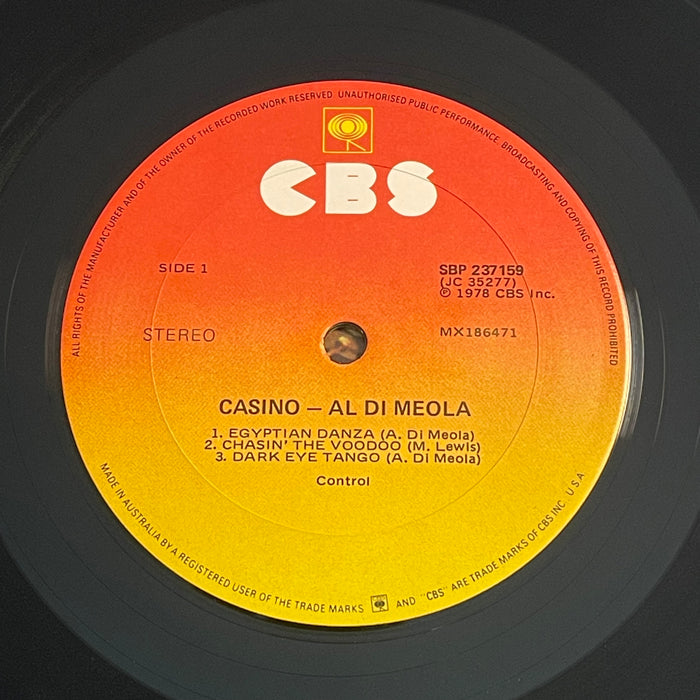 ALL RIGHTS OF THE MANUFACTURER AND OF THE OWNER OF THE RECORDED WORK RESERVED. UNAUTHORISED PUBLIC PERFORMANCE, BROADCASTING AND COPYING OF THIS RECORD PROHIBITED
CBS
SIDE 1
SBP 237159
(JC 35277)
℗ 1978 CBS Inc.
STEREO
MX186471
CASINO – AL DI MEOLA
1. EGYPTIAN DANZA (A. Di Meola)
2. CHASIN' THE VOODOO (M. Lewis)
3. DARK EYE TANGO (A. Di Meola)
Control
MADE IN AUSTRALIA BY A REGISTERED USER OF THE TRADE MARKS AND "CBS" ARE TRADE MARKS OF CBS INC. U S A